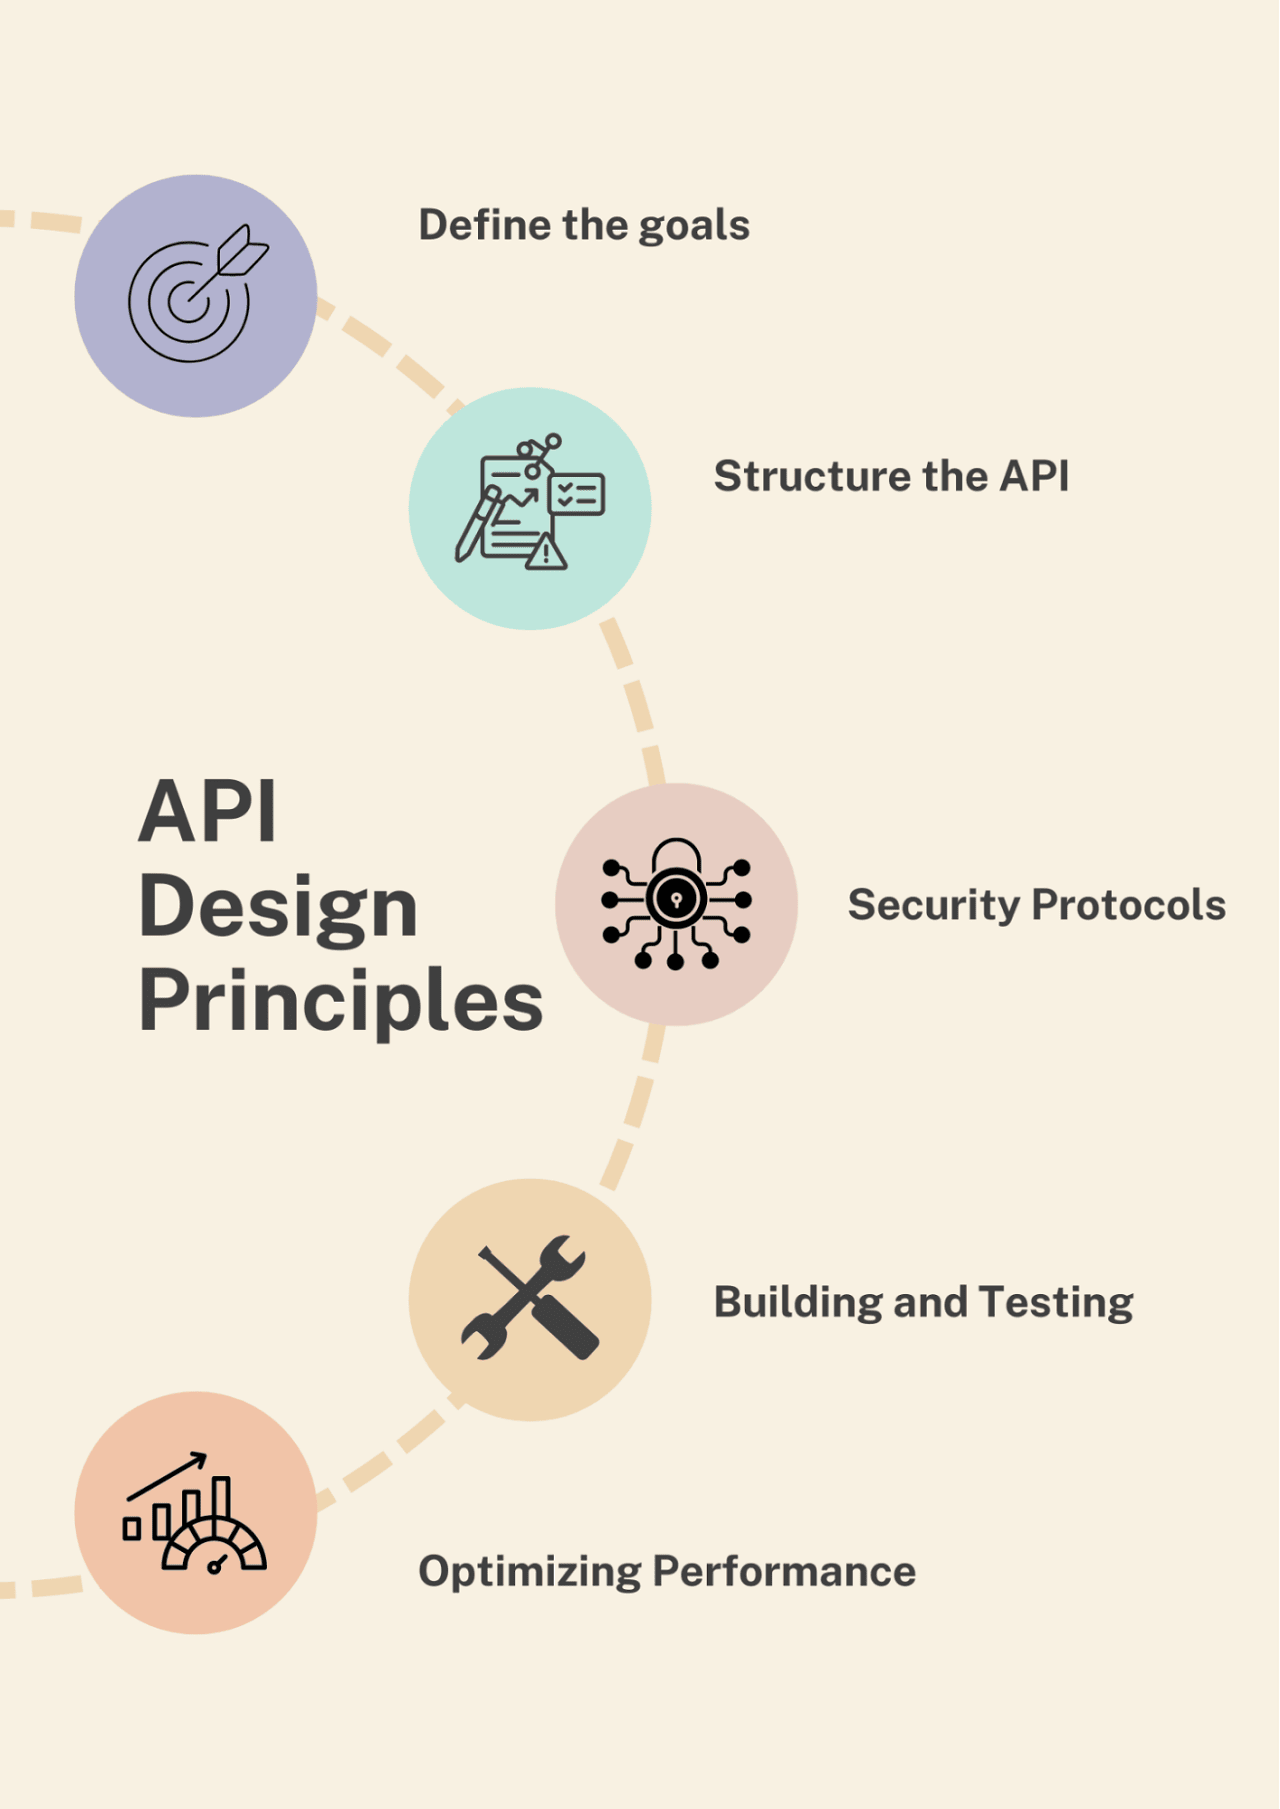 Define the goals
Structure the API
API
Design
Principles
Security Protocols
Building and Testing
Optimizing Performance